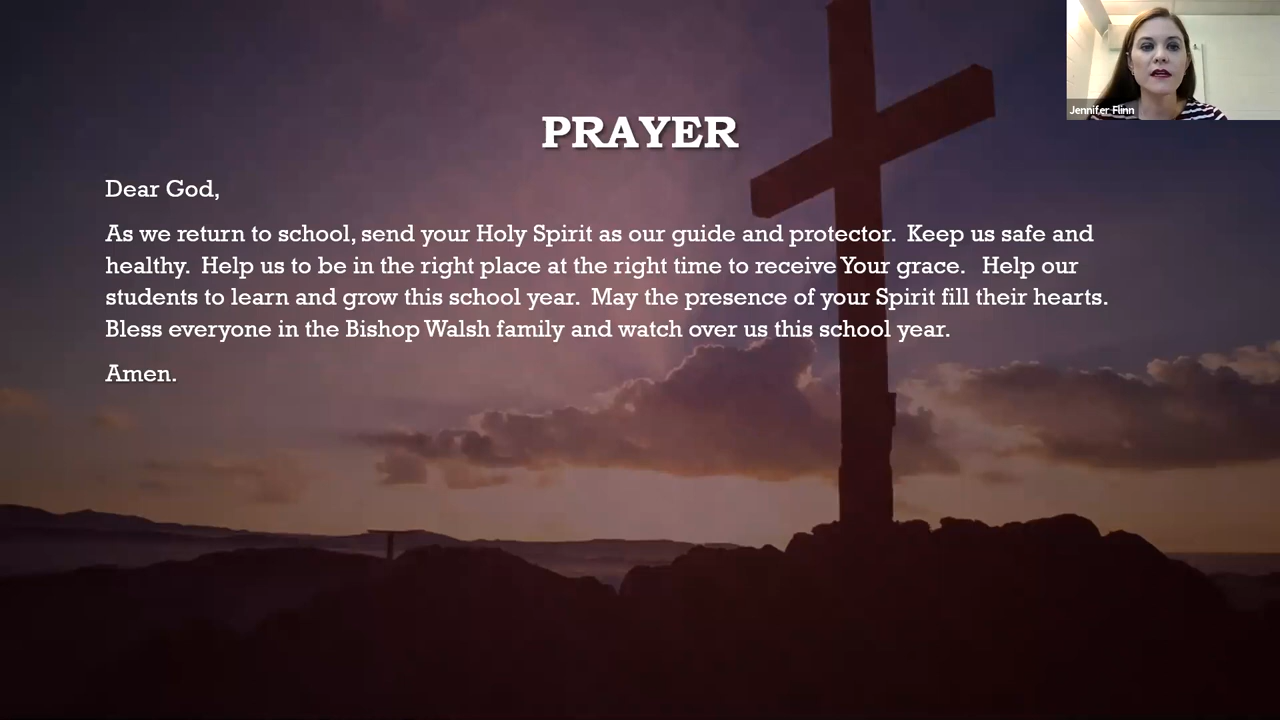 PRAYER
Jennifer Flinn
Dear God,
As we return to school, send your Holy Spirit as our guide and protector.  Keep us safe and
healthy.  Help us to be in the right place at the right time to receive Your grace.   Help our
students to learn and grow this school year.  May the presence of your Spirit fill their hearts.
Bless everyone in the Bishop Walsh family and watch over us this school year.
Amen.